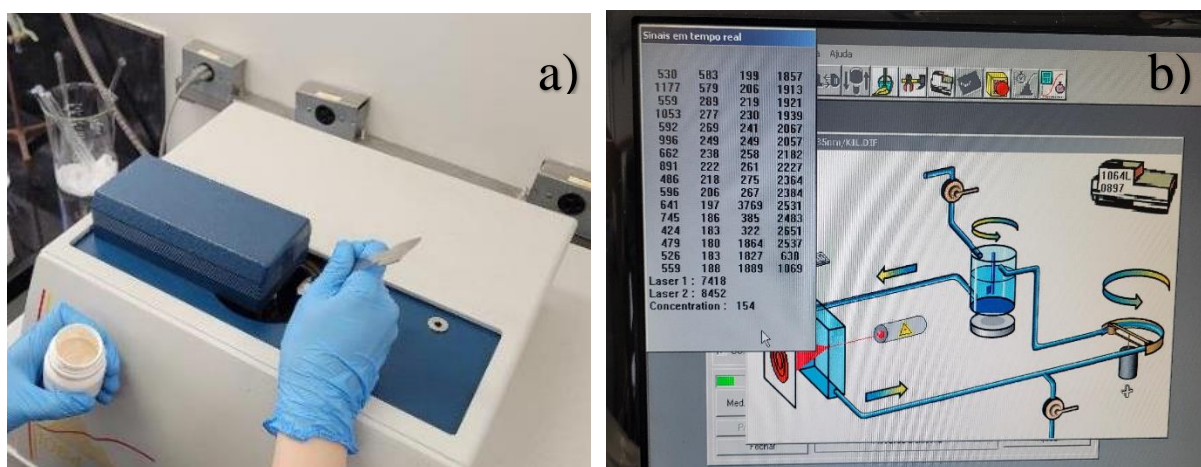 a)
b)
Sinais em tempo real
Ajuda
530 583 199 1857
1177 579 206 1913
559 289 219 1921
1053 277 230 1939
592 269 241 2067
996 249 249 2057
662 238 258 2182
891 222 261 2227
486 218 275 2364
596 206 267 2384
641 197 3769 2531
745 186 385 2483
424 183 322 2651
479 180 1864 2537
526 183 1827 630
559 188 1889 1069
Laser 1 : 7418
Laser 2 : 8452
Concentration : 154
1064L
0897
Med.
Fechar